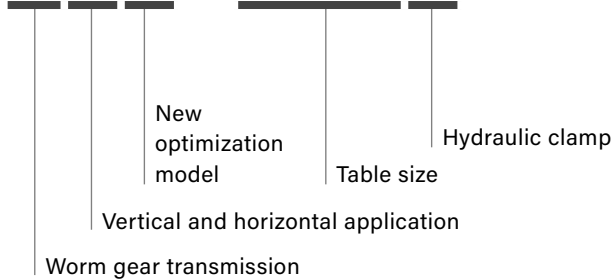 New
optimization
model
Hydraulic clamp
Table size
Vertical and horizontal application
Worm gear transmission